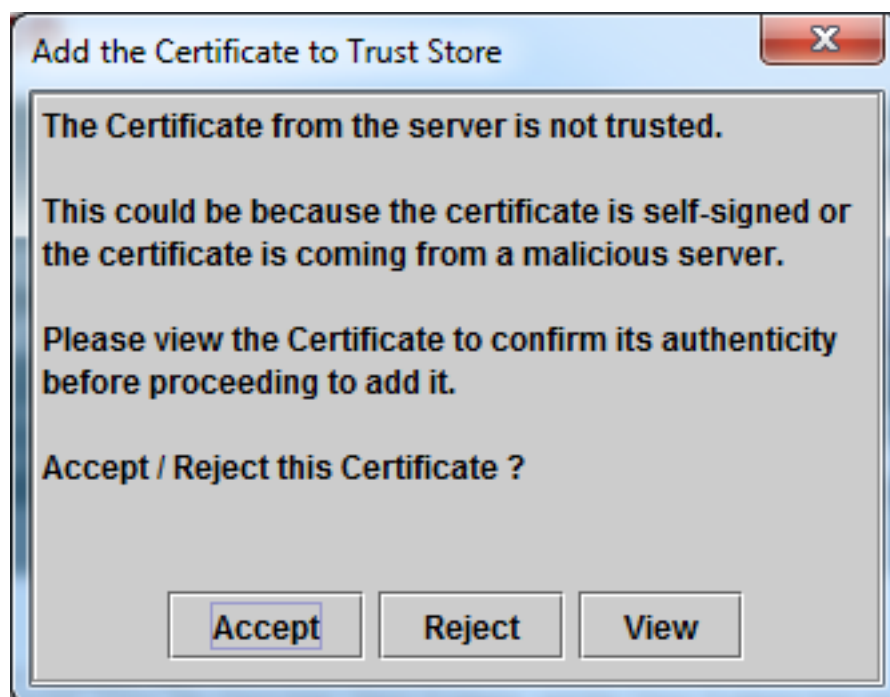 Add the Certificate to Trust Store
The Certificate from the server is not trusted.
This could be because the certificate is self-signed or
the certificate is coming from a malicious server.
Please view the Certificate to confirm its authenticity
before proceeding to add it.
Accept / Reject this Certificate ?
Accept Reject View